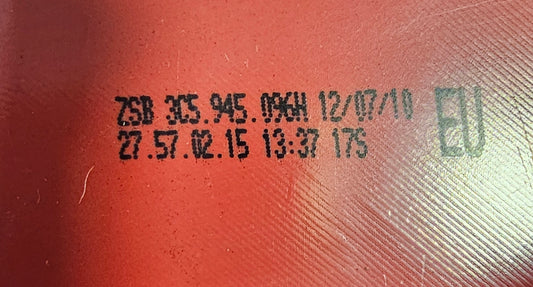 ZSB 3C5.945.096H 12/07/10 EU
27.57.02.15 13:37 17S